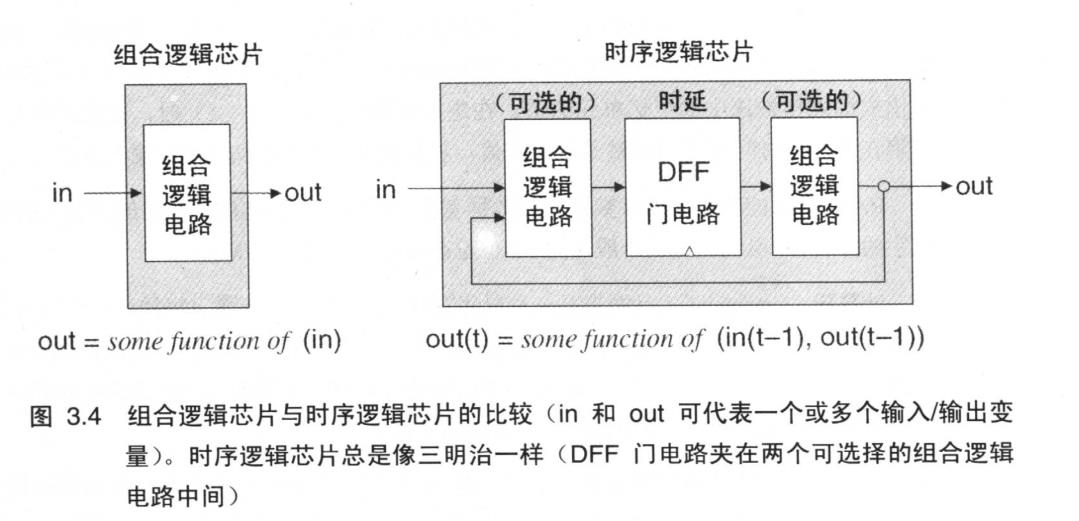 组合逻辑芯片
时序逻辑芯片
in
组合
逻辑
电路
out
in
(可选的)
组合
逻辑
电路
时延
DFF
门电路
(可选的)
组合
逻辑
电路
out
out = some function of (in)
out(t) = some function of (in(t−1), out(t−1))
图 3.4 组合逻辑芯片与时序逻辑芯片的比较（in 和 out 可代表一个或多个输入/输出变
量）。时序逻辑芯片总是像三明治一样（DFF 门电路夹在两个可选择的组合逻辑
电路中间）